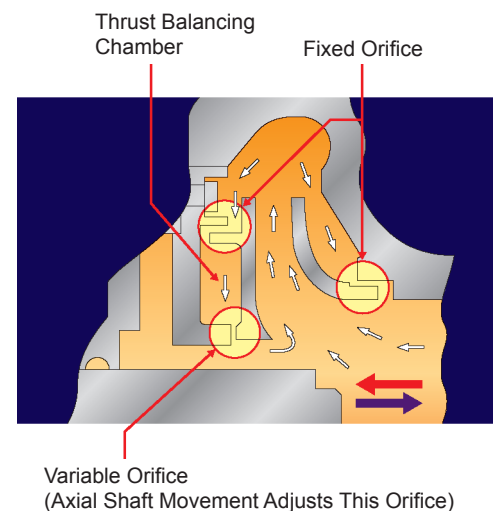 Thrust Balancing
Chamber
Fixed Orifice
Variable Orifice
(Axial Shaft Movement Adjusts This Orifice)